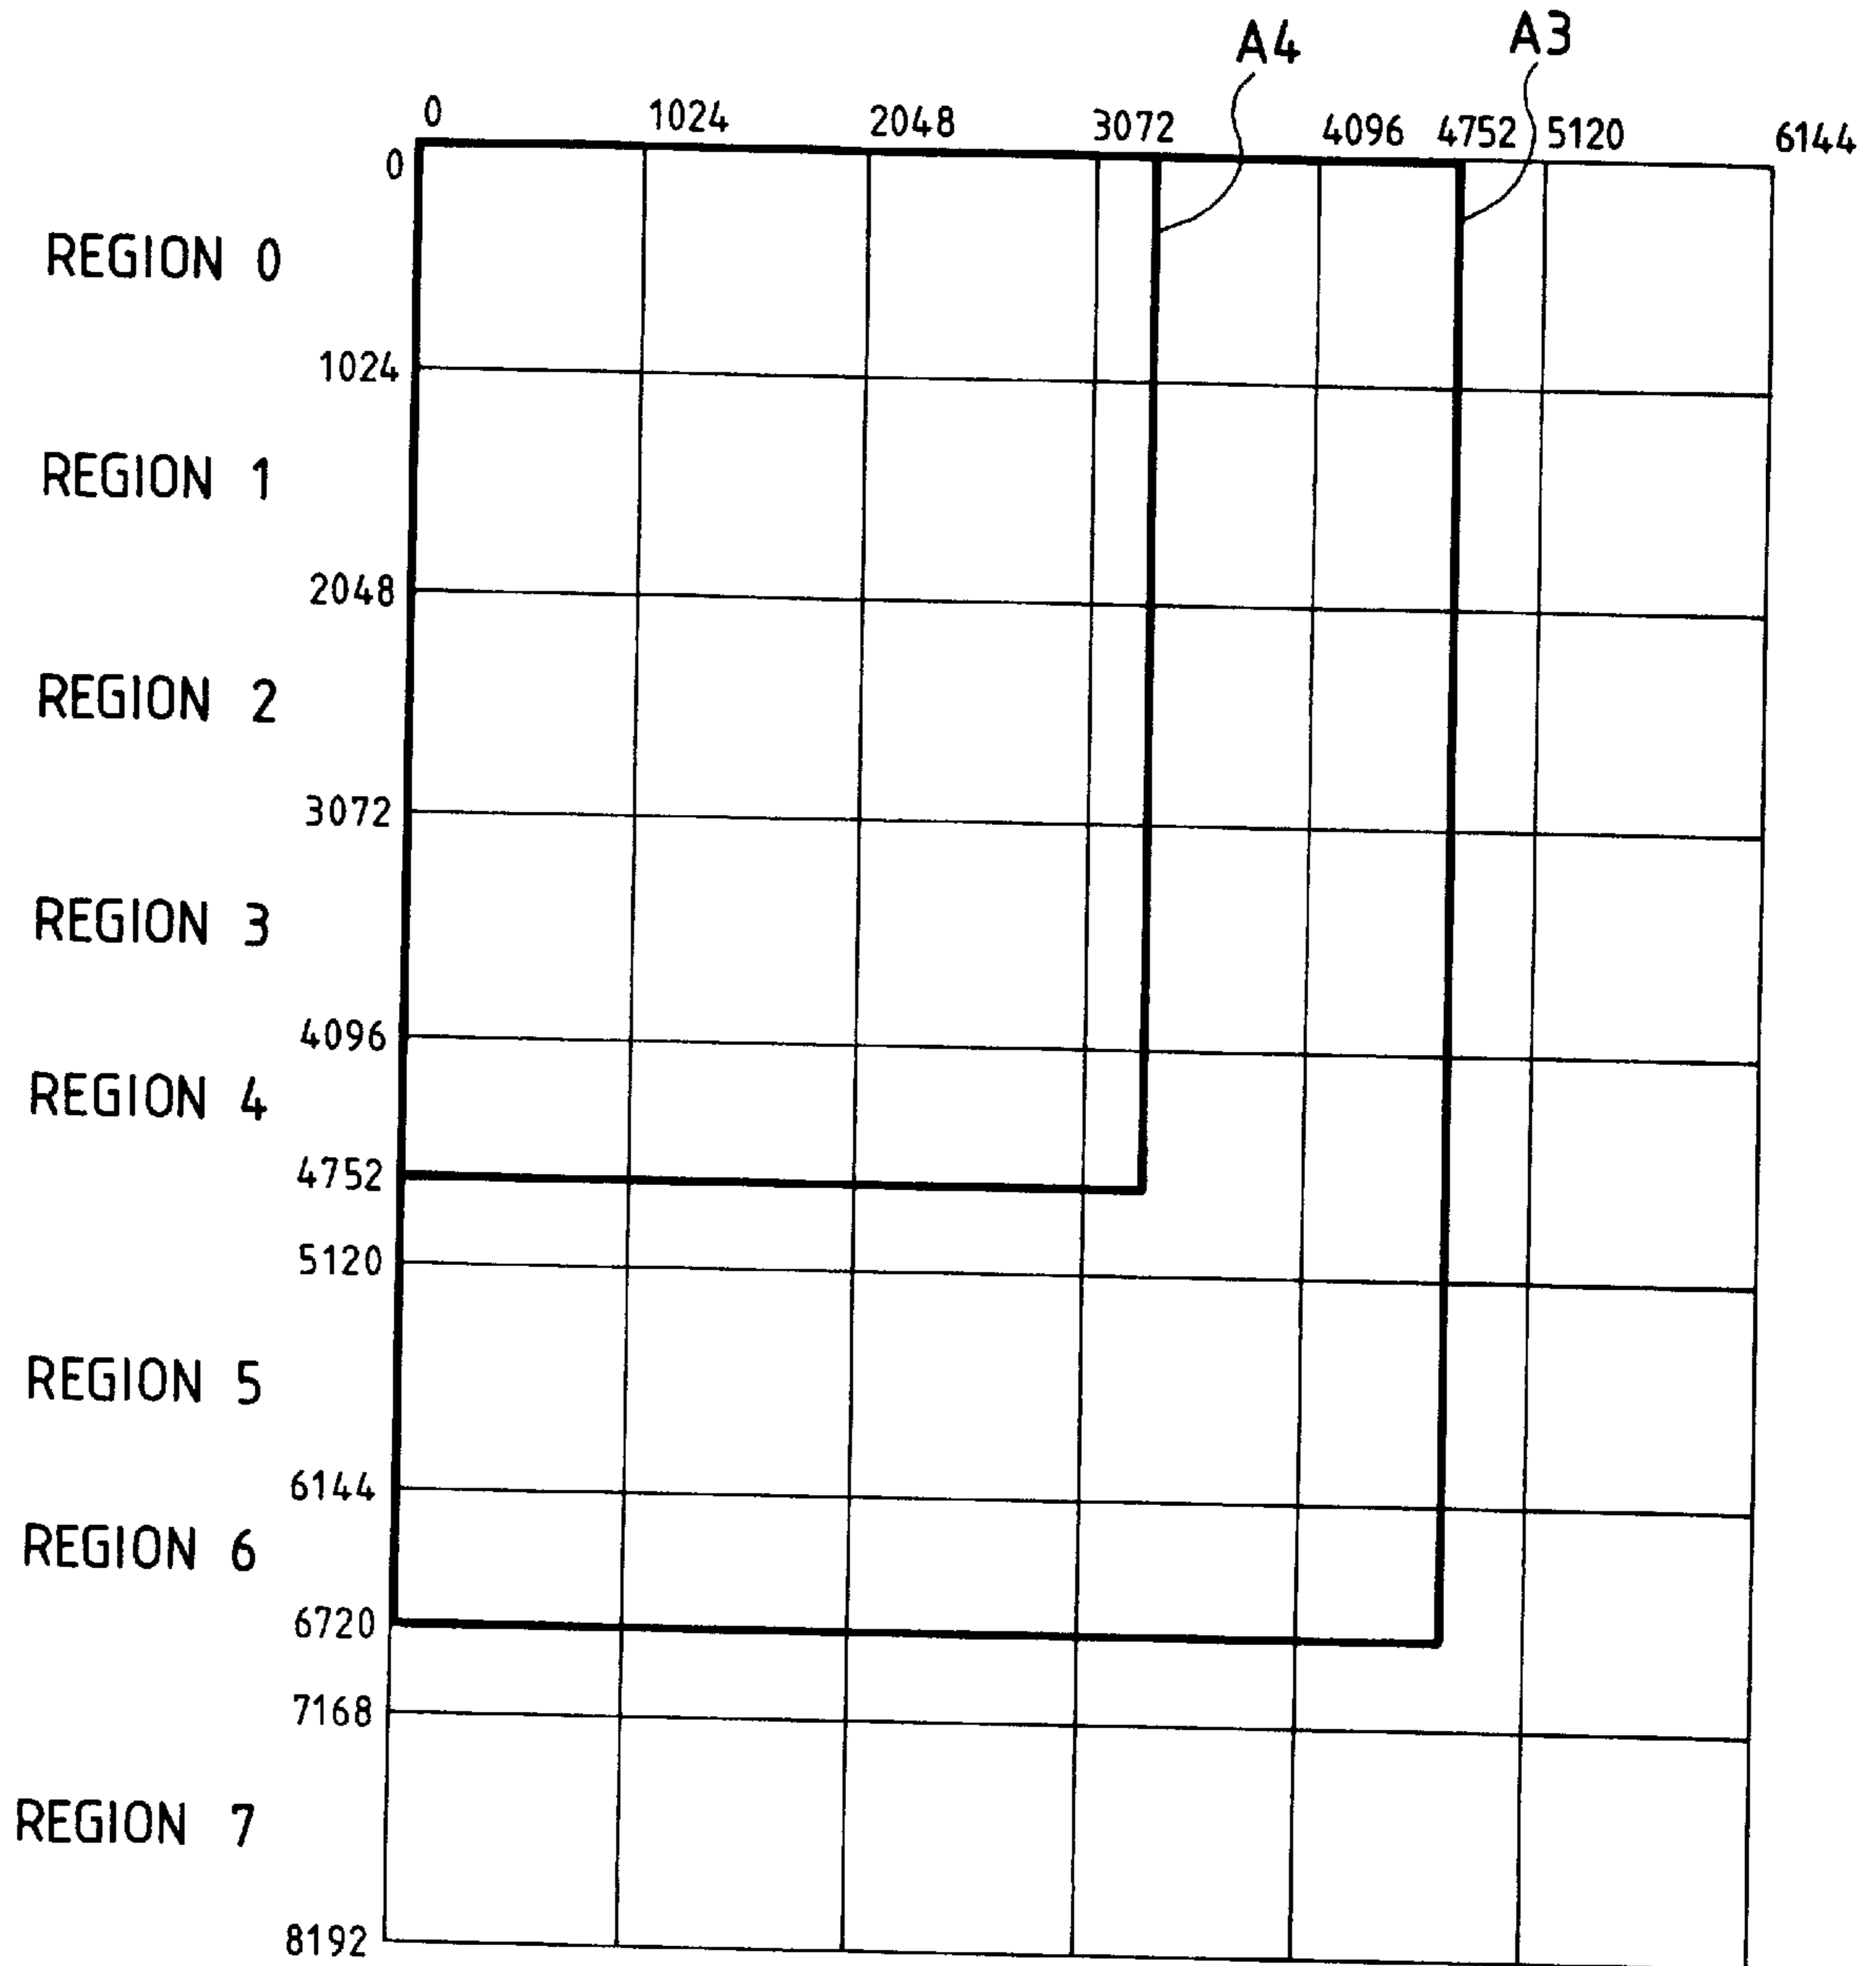 A4 A3
0 1024 2048 3072 4096 4752 5120 6144
0
REGION 0
1024
REGION 1
2048
REGION 2
3072
REGION 3
4096
REGION 4
4752
5120
REGION 5
6144
REGION 6
6720
7168
REGION 7
8192